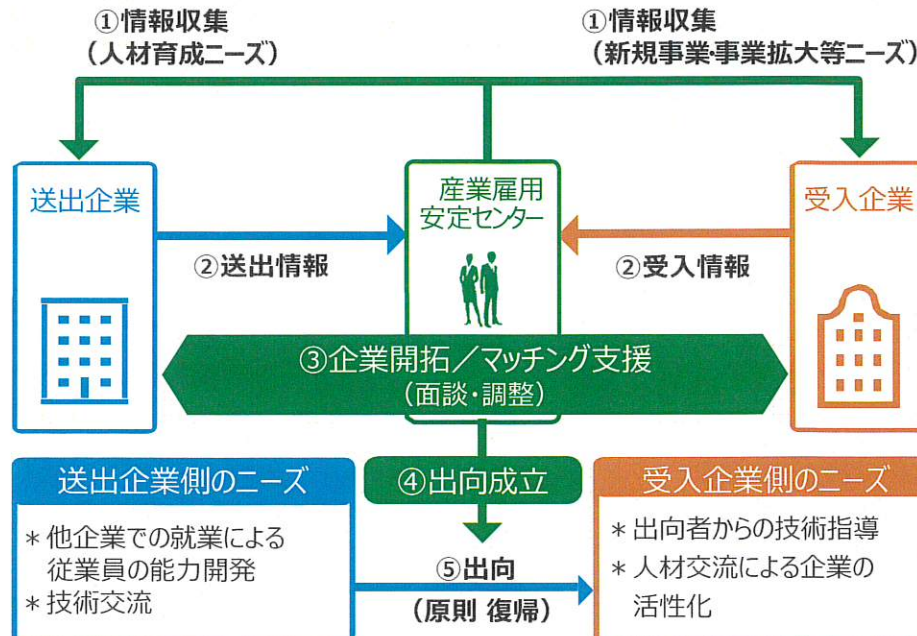 ①情報収集
（人材育成ニーズ）
①情報収集
（新規事業･事業拡大等ニーズ）
送出企業
産業雇用
安定センター
受入企業
②送出情報
②受入情報
③企業開拓／マッチング支援
（面談・調整）
送出企業側のニーズ
④出向成立
受入企業側のニーズ
＊他企業での就業による
従業員の能力開発
＊技術交流
⑤出向
（原則 復帰）
＊出向者からの技術指導
＊人材交流による企業の
活性化